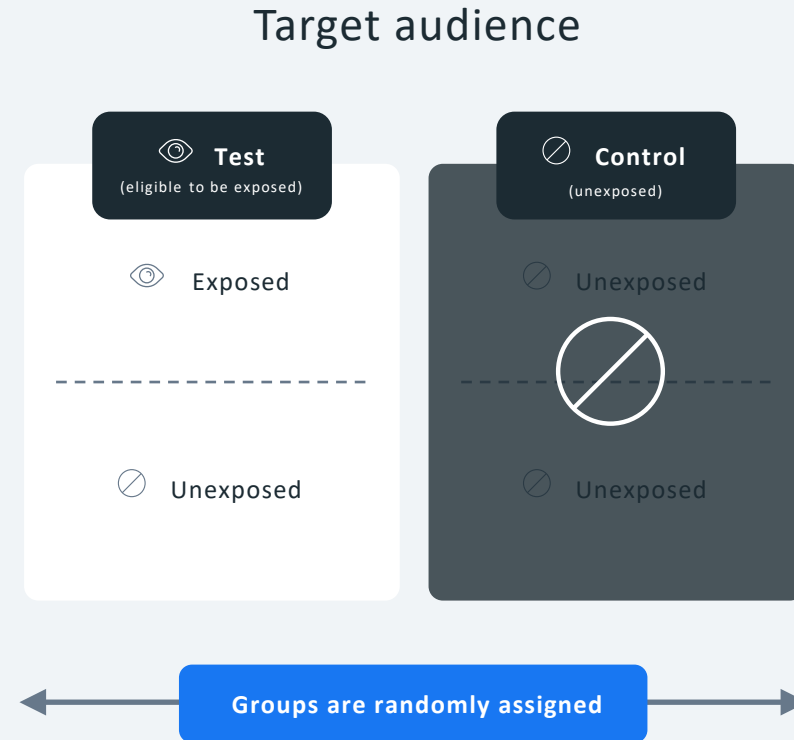 Target audience
Test
(eligible to be exposed)
Control
(unexposed)
Exposed
Unexposed
Unexposed
Unexposed
Groups are randomly assigned